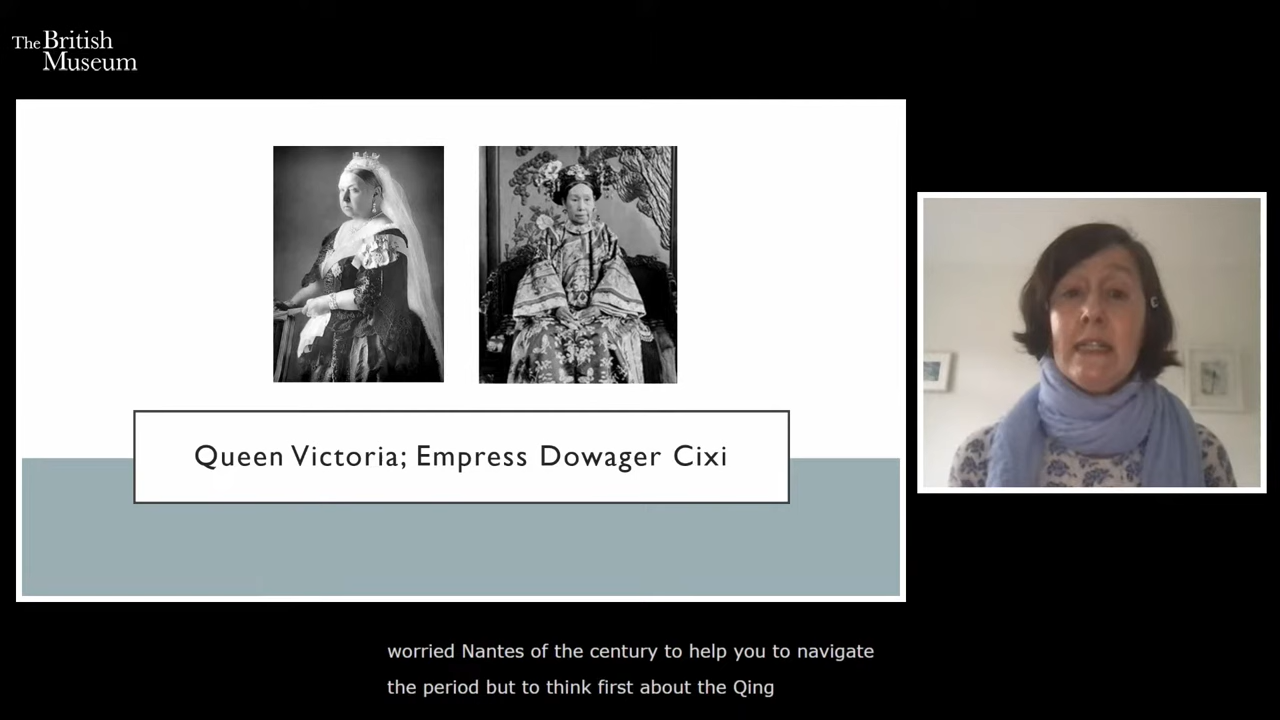 The British
Museum
Queen Victoria; Empress Dowager Cixi
worried Nantes of the century to help you to navigate
the period but to think first about the Qing